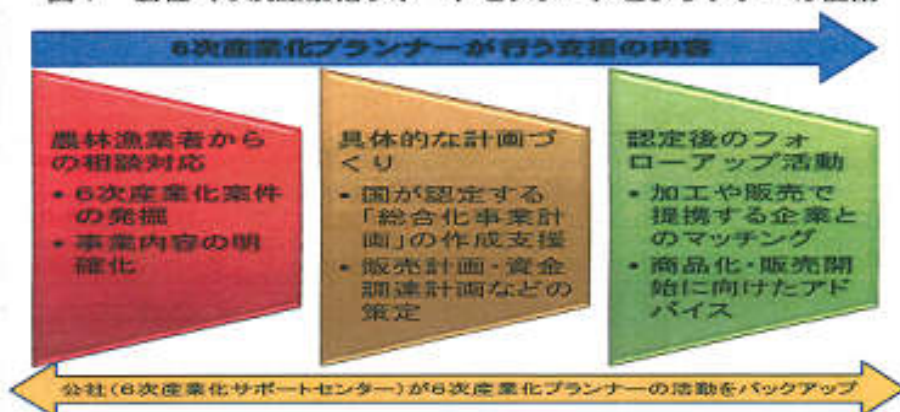 6次産業化プランナーが行う支援の内容
農林漁業者から
の相談対応
• 6次産業化案件
の発掘
• 事業内容の明
確化
具体的な計画づ
くり
• 国が認定する
「総合化事業計
画」の作成支援
• 販売計画・資金
調達計画などの
策定
認定後のフォ
ローアップ活動
• 加工や販売で
提携する企業と
のマッチング
• 商品化・販売開
始に向けたアド
バイス
公社(6次産業化サポートセンター)が6次産業化プランナーの活動をバックアップ